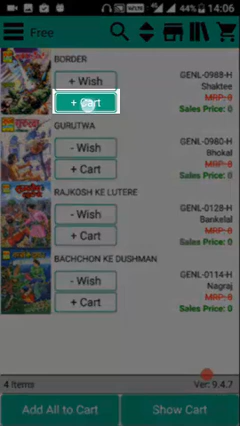 44% 14:06
Free
BORDER
+ Wish
GENL-0988-H
Shaktee
+ Cart
MRP: 0
Sales Price: 0
GURUTWA
- Wish
GENL-0980-H
Bhokal
+ Cart
MRP: 0
Sales Price: 0
RAJKOSH KE LUTERE
- Wish
GENL-0128-H
Bankelal
+ Cart
MRP: 0
Sales Price: 0
BACHCHON KE DUSHMAN
- Wish
GENL-0114-H
Nagraj
+ Cart
MRP: 0
Sales Price: 0
4 Items
Ver: 9.4.7
Add All to Cart
Show Cart